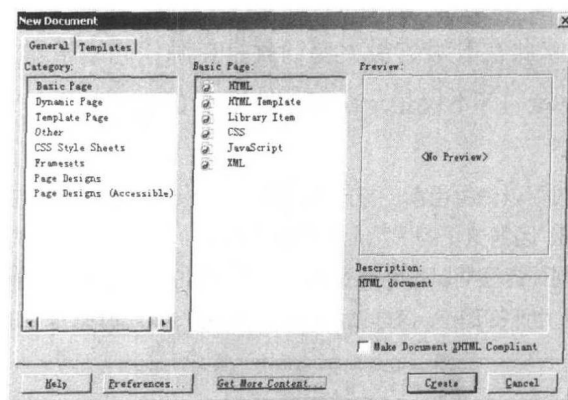 New Document
General Templates
Category:
Basic Page
Dynamic Page
Template Page
Other
CSS Style Sheets
Framesets
Page Designs
Page Designs (Accessible)
Basic Page:
HTML
HTML Template
Library Item
CSS
JavaScript
XML
Preview:
<No Preview>
Description:
HTML document
Make Document XHTML Compliant
Help Preferences... Get More Content... Create Cancel